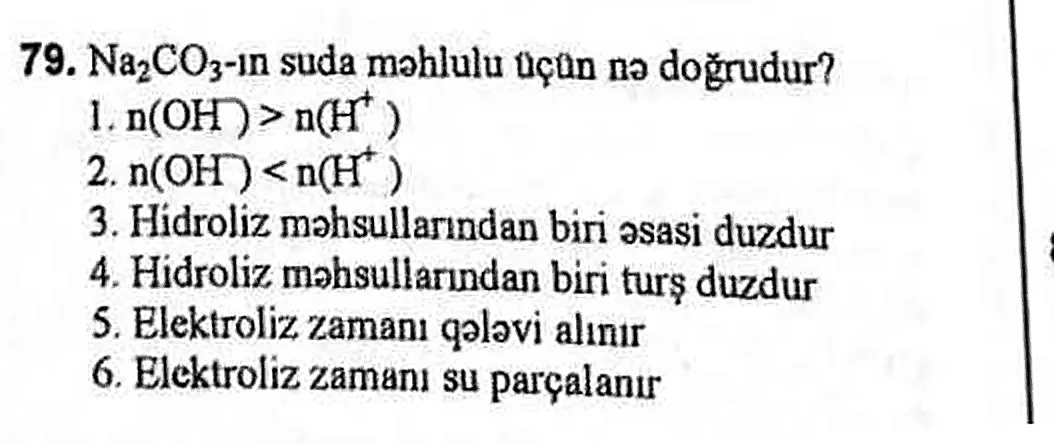 79. Na₂CO₃-ın suda məhlulu üçün nə doğrudur?
1. n(OH⁻) > n(H⁺)
2. n(OH⁻) < n(H⁺)
3. Hidroliz məhsullarından biri əsasi duzdur
4. Hidroliz məhsullarından biri turş duzdur
5. Elektroliz zamanı qələvi alınır
6. Elektroliz zamanı su parçalanır